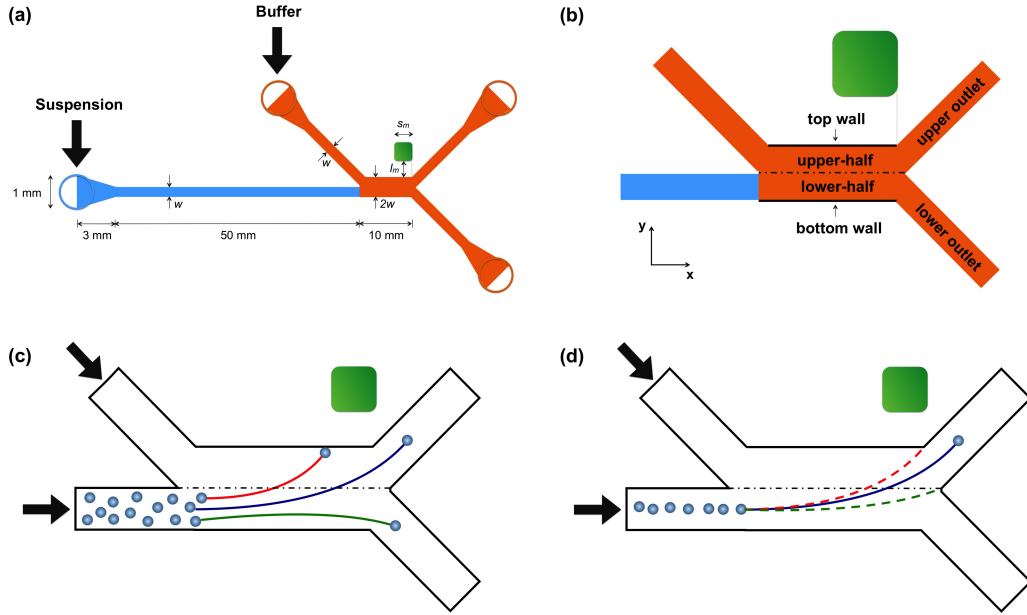 (a)
Buffer
Suspension
1 mm
w
w
s_m
l_m
2w
3 mm
50 mm
10 mm
(b)
top wall
upper-half
lower-half
bottom wall
upper outlet
lower outlet
y
x
(c)
(d)